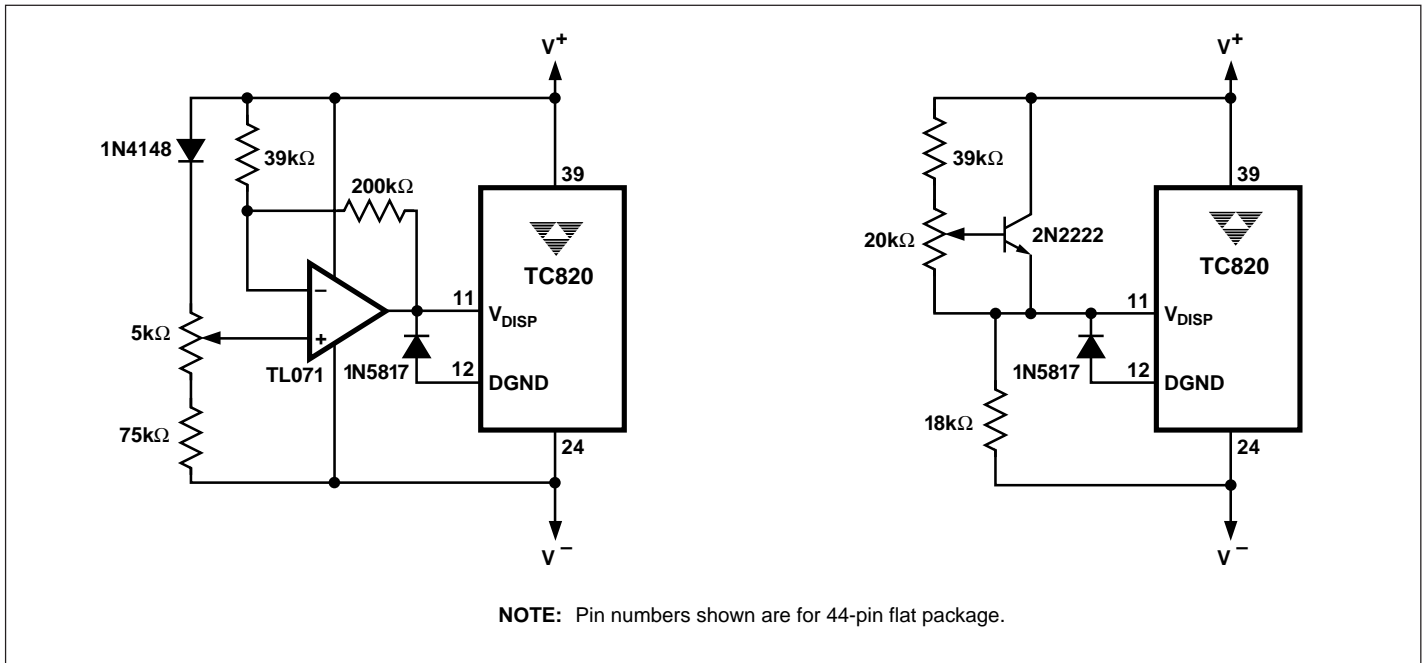 V+
1N4148
39kΩ
39
200kΩ
TC820
–
11
VDISP
5kΩ
+
TL071
1N5817
12
DGND
75kΩ
24
V–
V+
39kΩ
39
2N2222
20kΩ
TC820
11
VDISP
1N5817
12
DGND
18kΩ
24
V–
NOTE: Pin numbers shown are for 44-pin flat package.